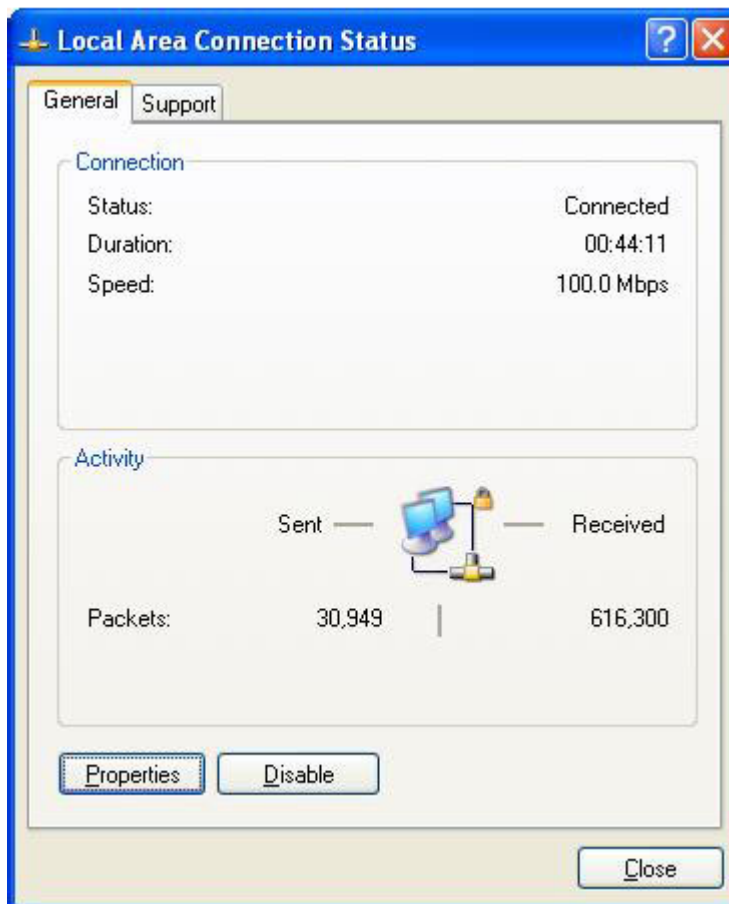 Local Area Connection Status
General Support
Connection
Status: Connected
Duration: 00:44:11
Speed: 100.0 Mbps
Activity
Sent Received
Packets: 30,949 616,300
Properties Disable
Close